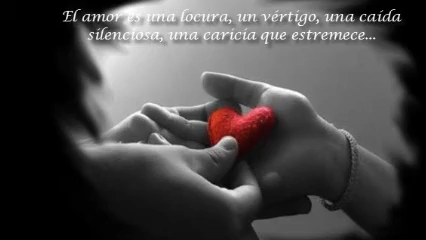 El amor es una locura, un vértigo, una caída
silenciosa, una caricia que estremece...